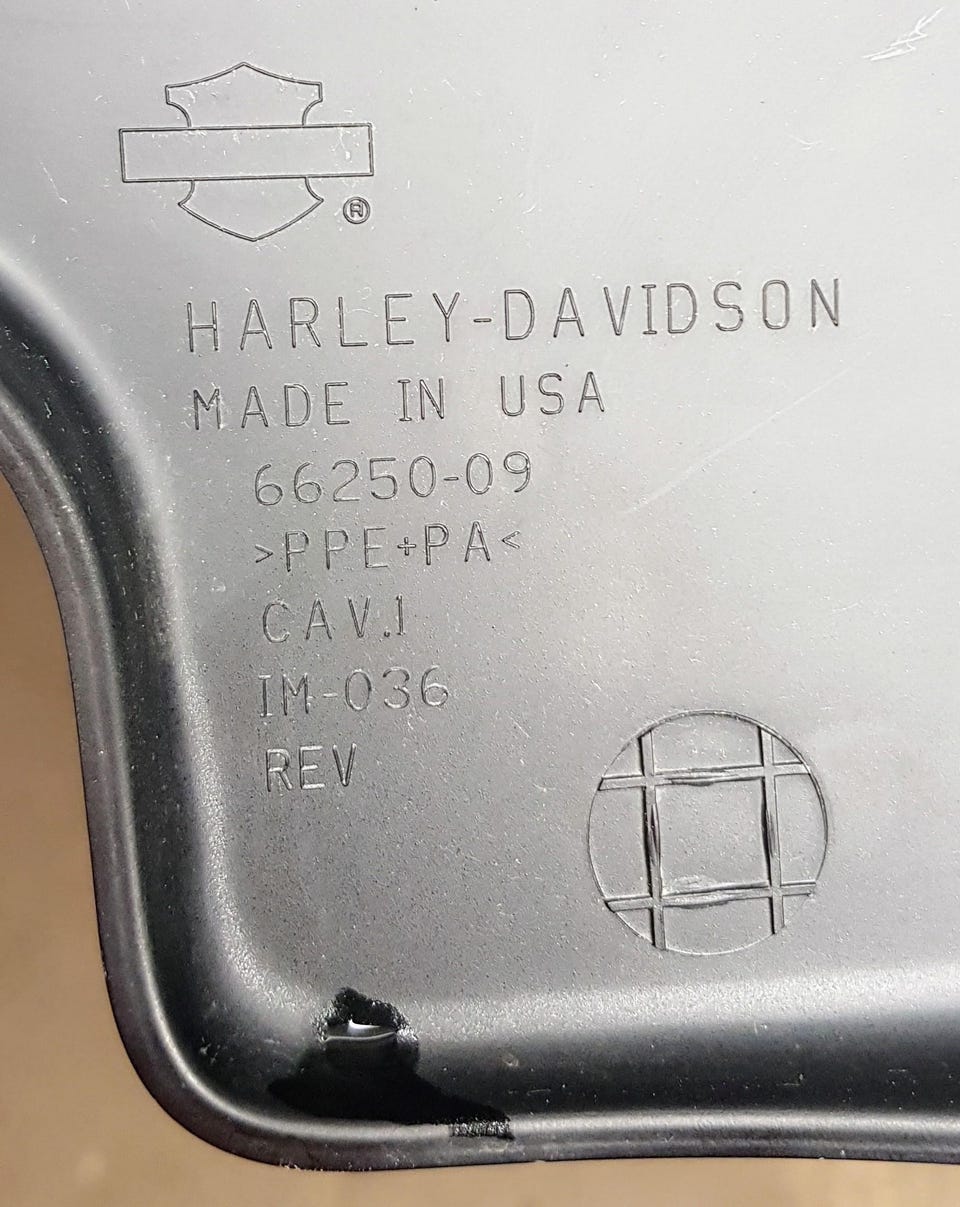 ®
HARLEY-DAVIDSON
MADE IN USA
66250-09
>PPE+PA<
CAV.1
IM-036
REV